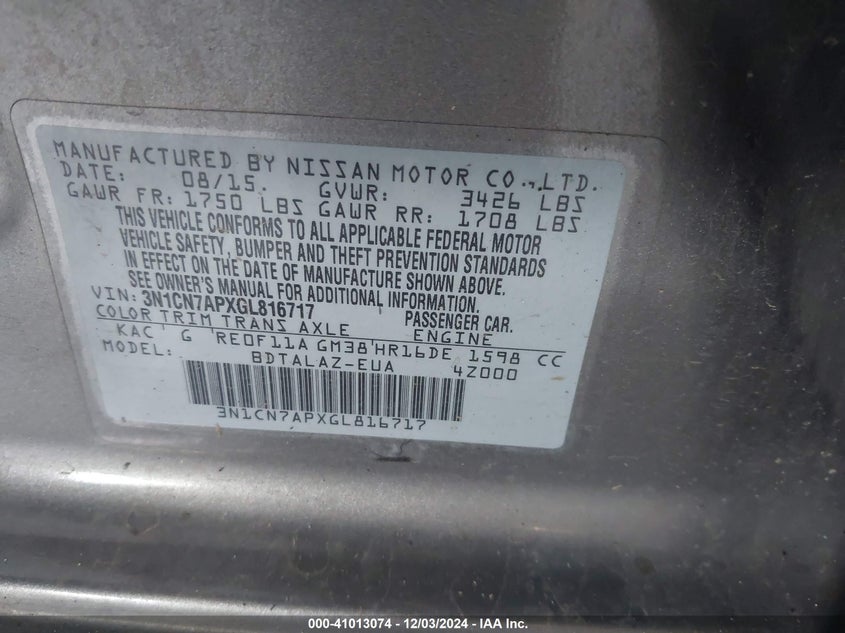 MANUFACTURED BY NISSAN MOTOR CO., LTD.
DATE: 08/15. GVWR: 3426 LBS
GAWR FR: 1750 LBS GAWR RR: 1708 LBS
THIS VEHICLE CONFORMS TO ALL APPLICABLE FEDERAL MOTOR
VEHICLE SAFETY, BUMPER AND THEFT PREVENTION STANDARDS
IN EFFECT ON THE DATE OF MANUFACTURE SHOWN ABOVE.
SEE OWNER'S MANUAL FOR ADDITIONAL INFORMATION.
VIN: 3N1CN7APXGL816717 PASSENGER CAR.
COLOR TRIM TRANS AXLE ENGINE
KAC' G 'RE0F11A GM38'HR16DE 1598 CC
MODEL: BDTALAZ-EUA 4Z000
3N1CN7APXGL816717
000-41013074 - 12/03/2024 - IAA Inc.